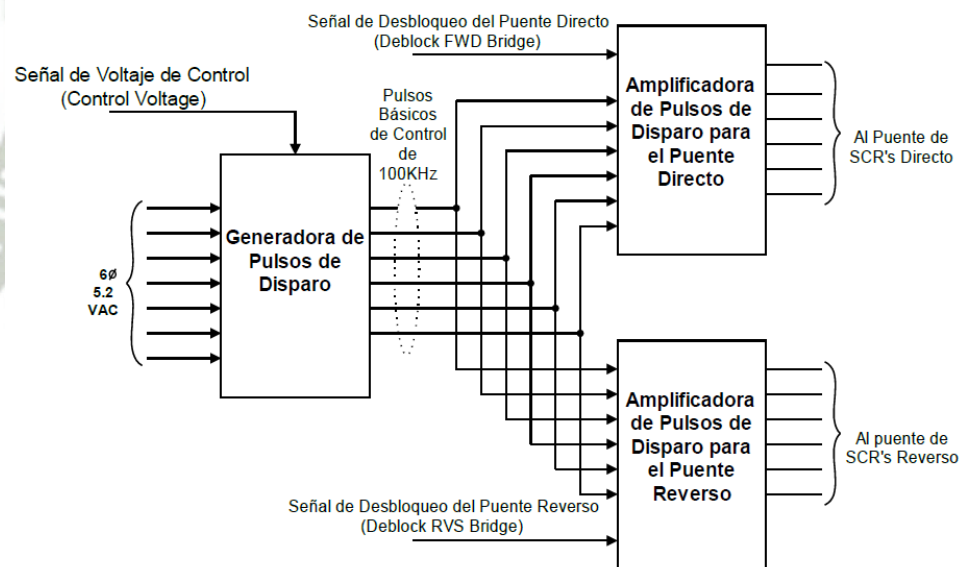 Señal de Desbloqueo del Puente Directo
(Deblock FWD Bridge)
Señal de Voltaje de Control
(Control Voltage)
Pulsos
Básicos
de Control
de
100KHz
Amplificadora
de Pulsos de
Disparo para
el Puente
Directo
Al Puente de
SCR's Directo
Generadora de
Pulsos de
Disparo
6ø
5.2
VAC
Amplificadora
de Pulsos de
Disparo para
el Puente
Reverso
Al puente de
SCR's Reverso
Señal de Desbloqueo del Puente Reverso
(Deblock RVS Bridge)